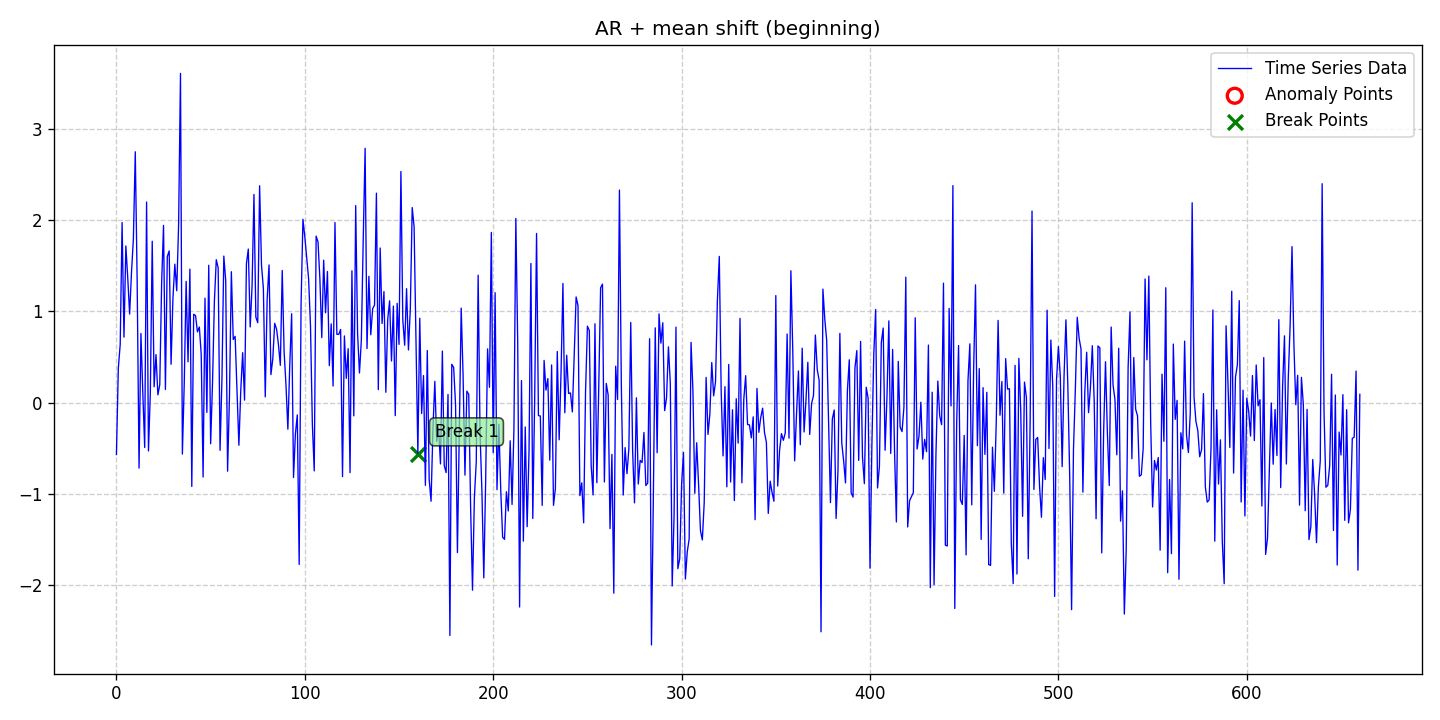 AR + mean shift (beginning)
Time Series Data
Anomaly Points
Break Points
3
2
1
0
−1
−2
Break 1
0
100
200
300
400
500
600